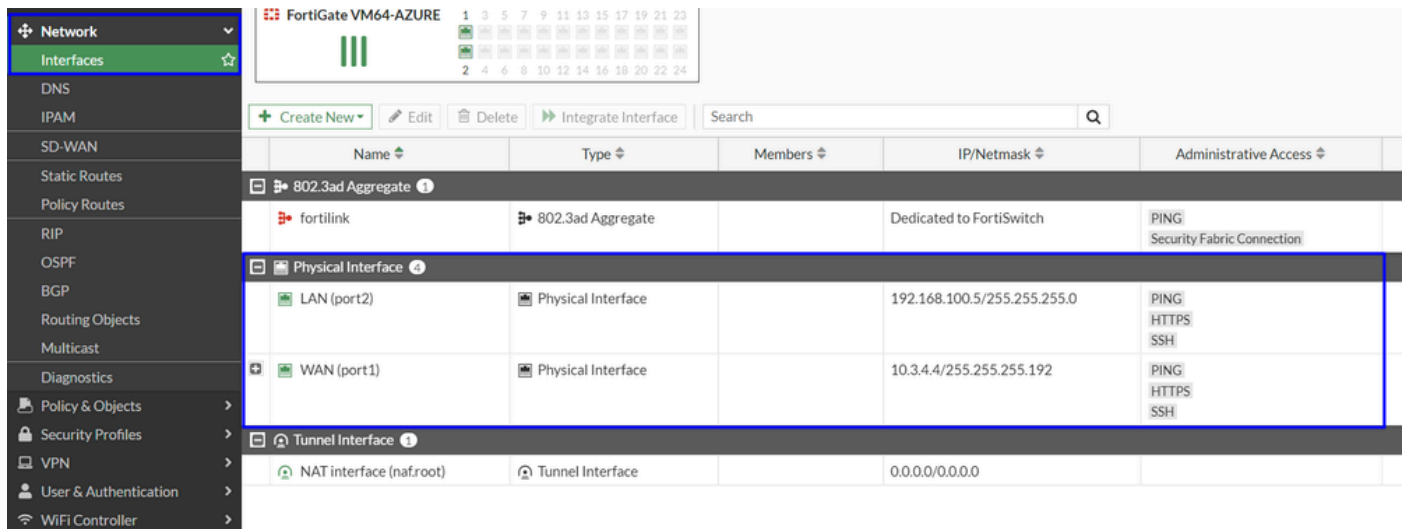 FortiGate VM64-AZURE
1 3 5 7 9 11 13 15 17 19 21 23
2 4 6 8 10 12 14 16 18 20 22 24
Network
Interfaces
DNS
IPAM
SD-WAN
Static Routes
Policy Routes
RIP
OSPF
BGP
Routing Objects
Multicast
Diagnostics
Policy & Objects
Security Profiles
VPN
User & Authentication
WiFi Controller
Create New Edit Delete Integrate Interface Search
Name Type Members IP/Netmask Administrative Access
802.3ad Aggregate 1
fortilink 802.3ad Aggregate Dedicated to FortiSwitch PING
Security Fabric Connection
Physical Interface 4
LAN (port2) Physical Interface 192.168.100.5/255.255.255.0 PING
HTTPS
SSH
WAN (port1) Physical Interface 10.3.4.4/255.255.255.192 PING
HTTPS
SSH
Tunnel Interface 1
NAT interface (naf.root) Tunnel Interface 0.0.0.0/0.0.0.0